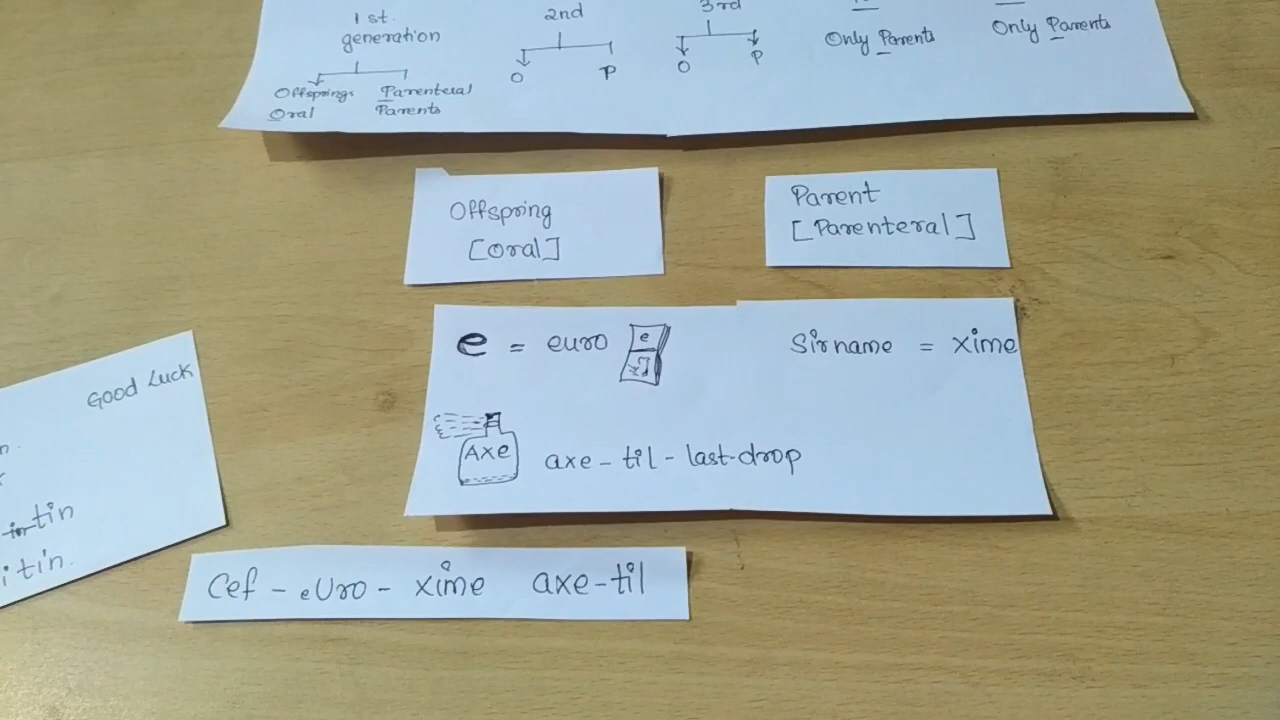 1st.
generation
2nd
3rd
Offsprings
Oral
Parenteral
Parents
O
P
O
P
Only Parents
Only Parents
Offspring
[Oral]
Parent
[Parenteral]
e = euro
e
Sirname = xime
Axe
axe - til - last-drop
Good Luck
tin
itin.
Cef - eUro - xime axe-til